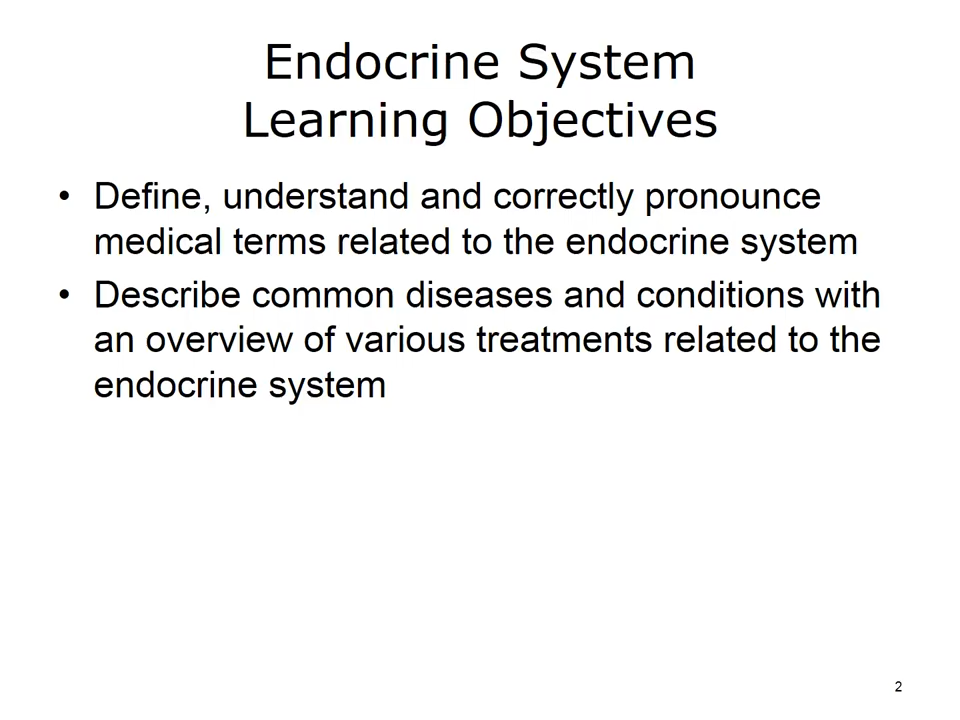 Endocrine System
Learning Objectives
• Define, understand and correctly pronounce
medical terms related to the endocrine system
• Describe common diseases and conditions with
an overview of various treatments related to the
endocrine system
2